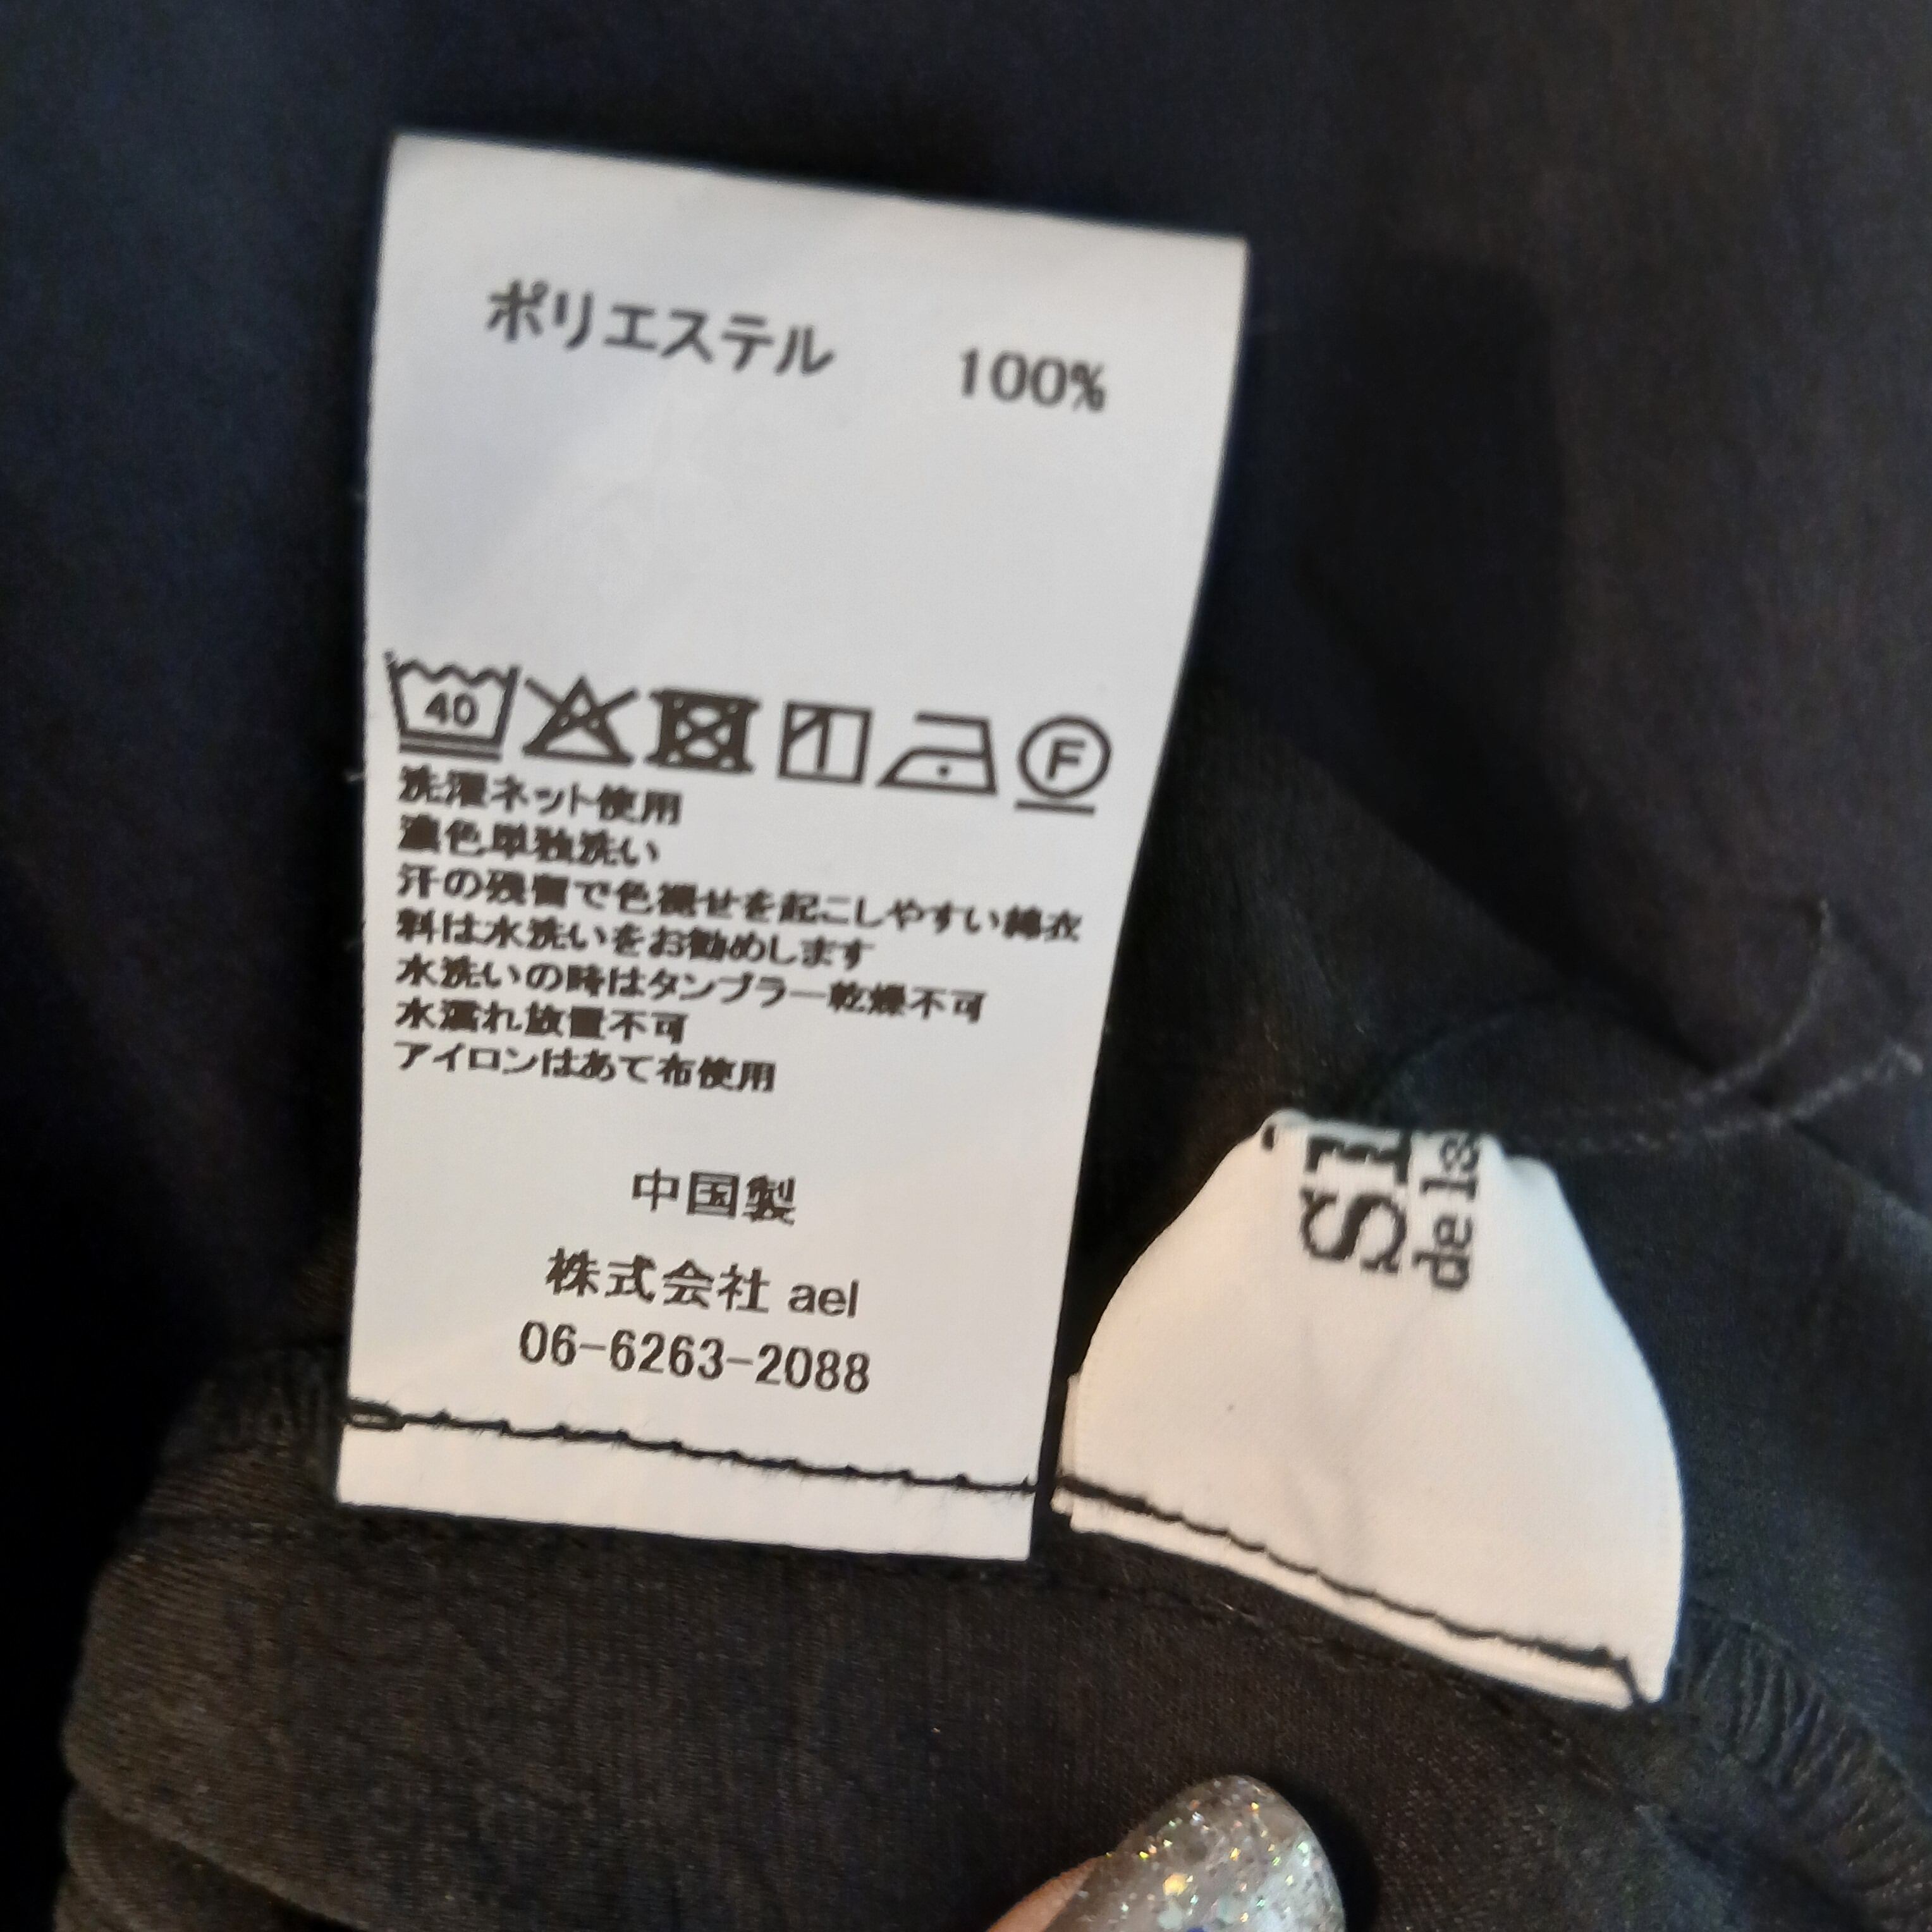 ポリエステル 100%
40
F
洗濯ネット使用
濃色単独洗い
汗の残留で色褪せを起こしやすい綿衣
料は水洗いをお勧めします
水洗いの時はタンブラー乾燥不可
水濡れ放置不可
アイロンはあて布使用
中国製
株式会社 ael
06-6263-2088
de la